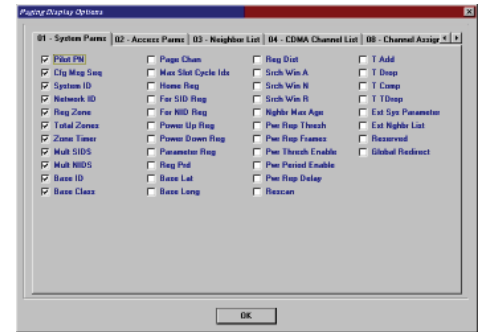 Paging Display Options
01 - System Parms 02 - Access Parms 03 - Neighbor List 04 - CDMA Channel List 08 - Channel Assign
Pilot PN
Cfg Msg Seq
System ID
Network ID
Reg Zone
Total Zones
Zone Timer
Mult SIDS
Mult NIDS
Base ID
Base Class
Page Chan
Max Slot Cycle Idx
Home Reg
For SID Reg
For NID Reg
Power Up Reg
Power Down Reg
Parameter Reg
Reg Prd
Base Lat
Base Long
Reg Dist
Srch Win A
Srch Win N
Srch Win R
Nghbr Max Age
Pwr Rep Thresh
Pwr Rep Frames
Pwr Thresh Enable
Pwr Period Enable
Pwr Rep Delay
Rescan
T Add
T Drop
T Comp
T TDrop
Ext Sys Parameter
Ext Nghbr List
Reserved
Global Redirect
OK